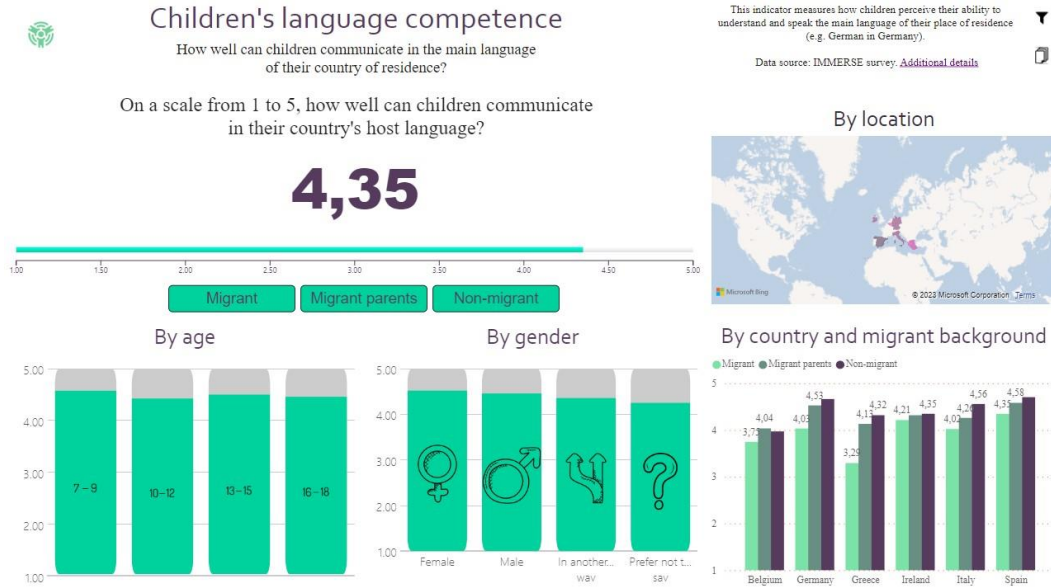 Children's language competence
How well can children communicate in the main language
of their country of residence?
On a scale from 1 to 5, how well can children communicate
in their country's host language?
4,35
1.00 1.50 2.00 2.50 3.00 3.50 4.00 4.50 5.00
Migrant Migrant parents Non-migrant
This indicator measures how children perceive their ability to
understand and speak the main language of their place of residence
(e.g. German in Germany).
Data source: IMMERSE survey. Additional details
By location
Microsoft Bing
© 2023 Microsoft Corporation Terms
By age
5.00
4.00
3.00
2.00
1.00
7–9 10–12 13–15 16–18
By gender
5.00
4.00
3.00
2.00
1.00
Female Male In another... Prefer not t...
way say
By country and migrant background
Migrant Migrant parents Non-migrant
5
4
3
2
1
3,75 4,04 4,03 4,53 3,29 4,13 4,32 4,21 4,35 4,02 4,26 4,56 4,35 4,58
Belgium Germany Greece Ireland Italy Spain